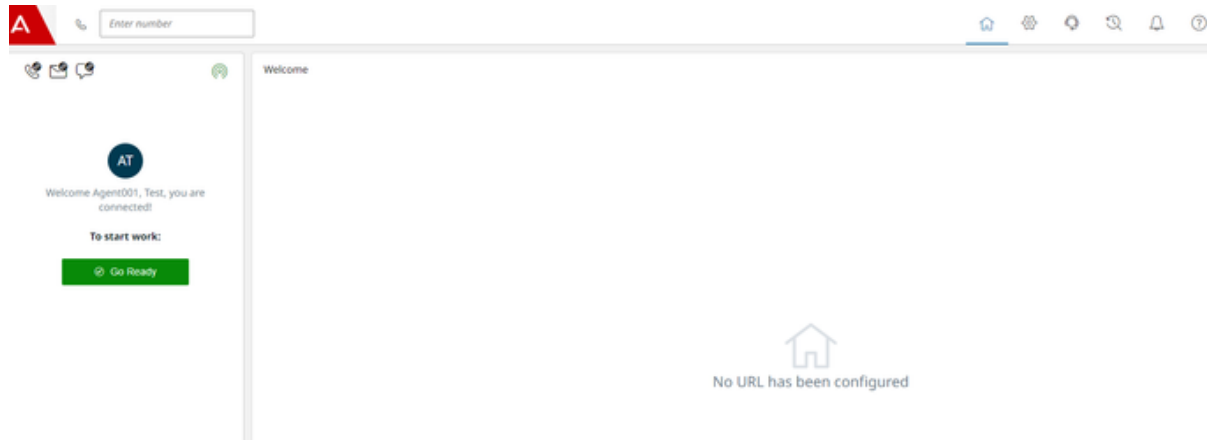 A
Enter number
Welcome
AT
Welcome Agent001, Test, you are
connected!
To start work:
Go Ready
No URL has been configured